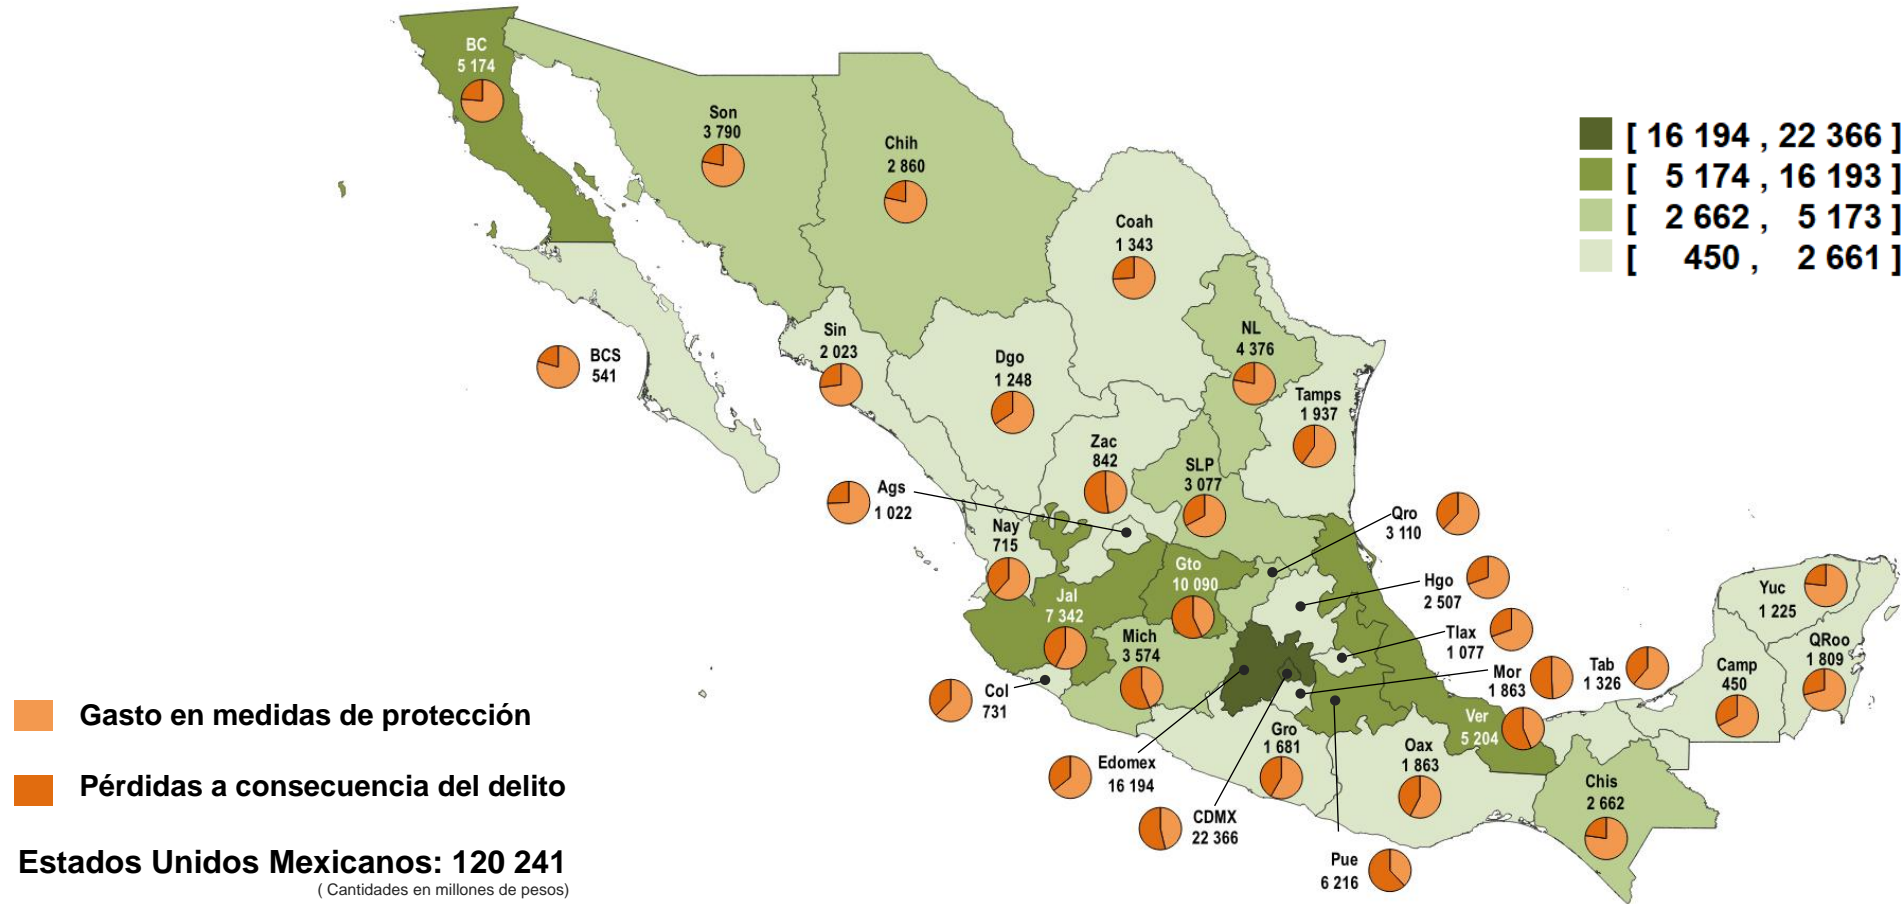 BC
5 174
Son
3 790
Chih
2 860
Coah
1 343
[ 16 194 , 22 366 ]
[ 5 174 , 16 193 ]
[ 2 662 , 5 173 ]
[ 450 , 2 661 ]
BCS
541
Sin
2 023
Dgo
1 248
NL
4 376
Tamps
1 937
Zac
842
SLP
3 077
Ags
1 022
Nay
715
Jal
7 342
Gto
10 090
Mich
3 574
Qro
3 110
Hgo
2 507
Tlax
1 077
Mor
1 863
Tab
1 326
Yuc
1 225
QRoo
1 809
Camp
450
Col
731
Edomex
16 194
CDMX
22 366
Gro
1 681
Oax
1 863
Ver
5 204
Chis
2 662
Pue
6 216
Gasto en medidas de protección
Pérdidas a consecuencia del delito
Estados Unidos Mexicanos: 120 241
( Cantidades en millones de pesos)